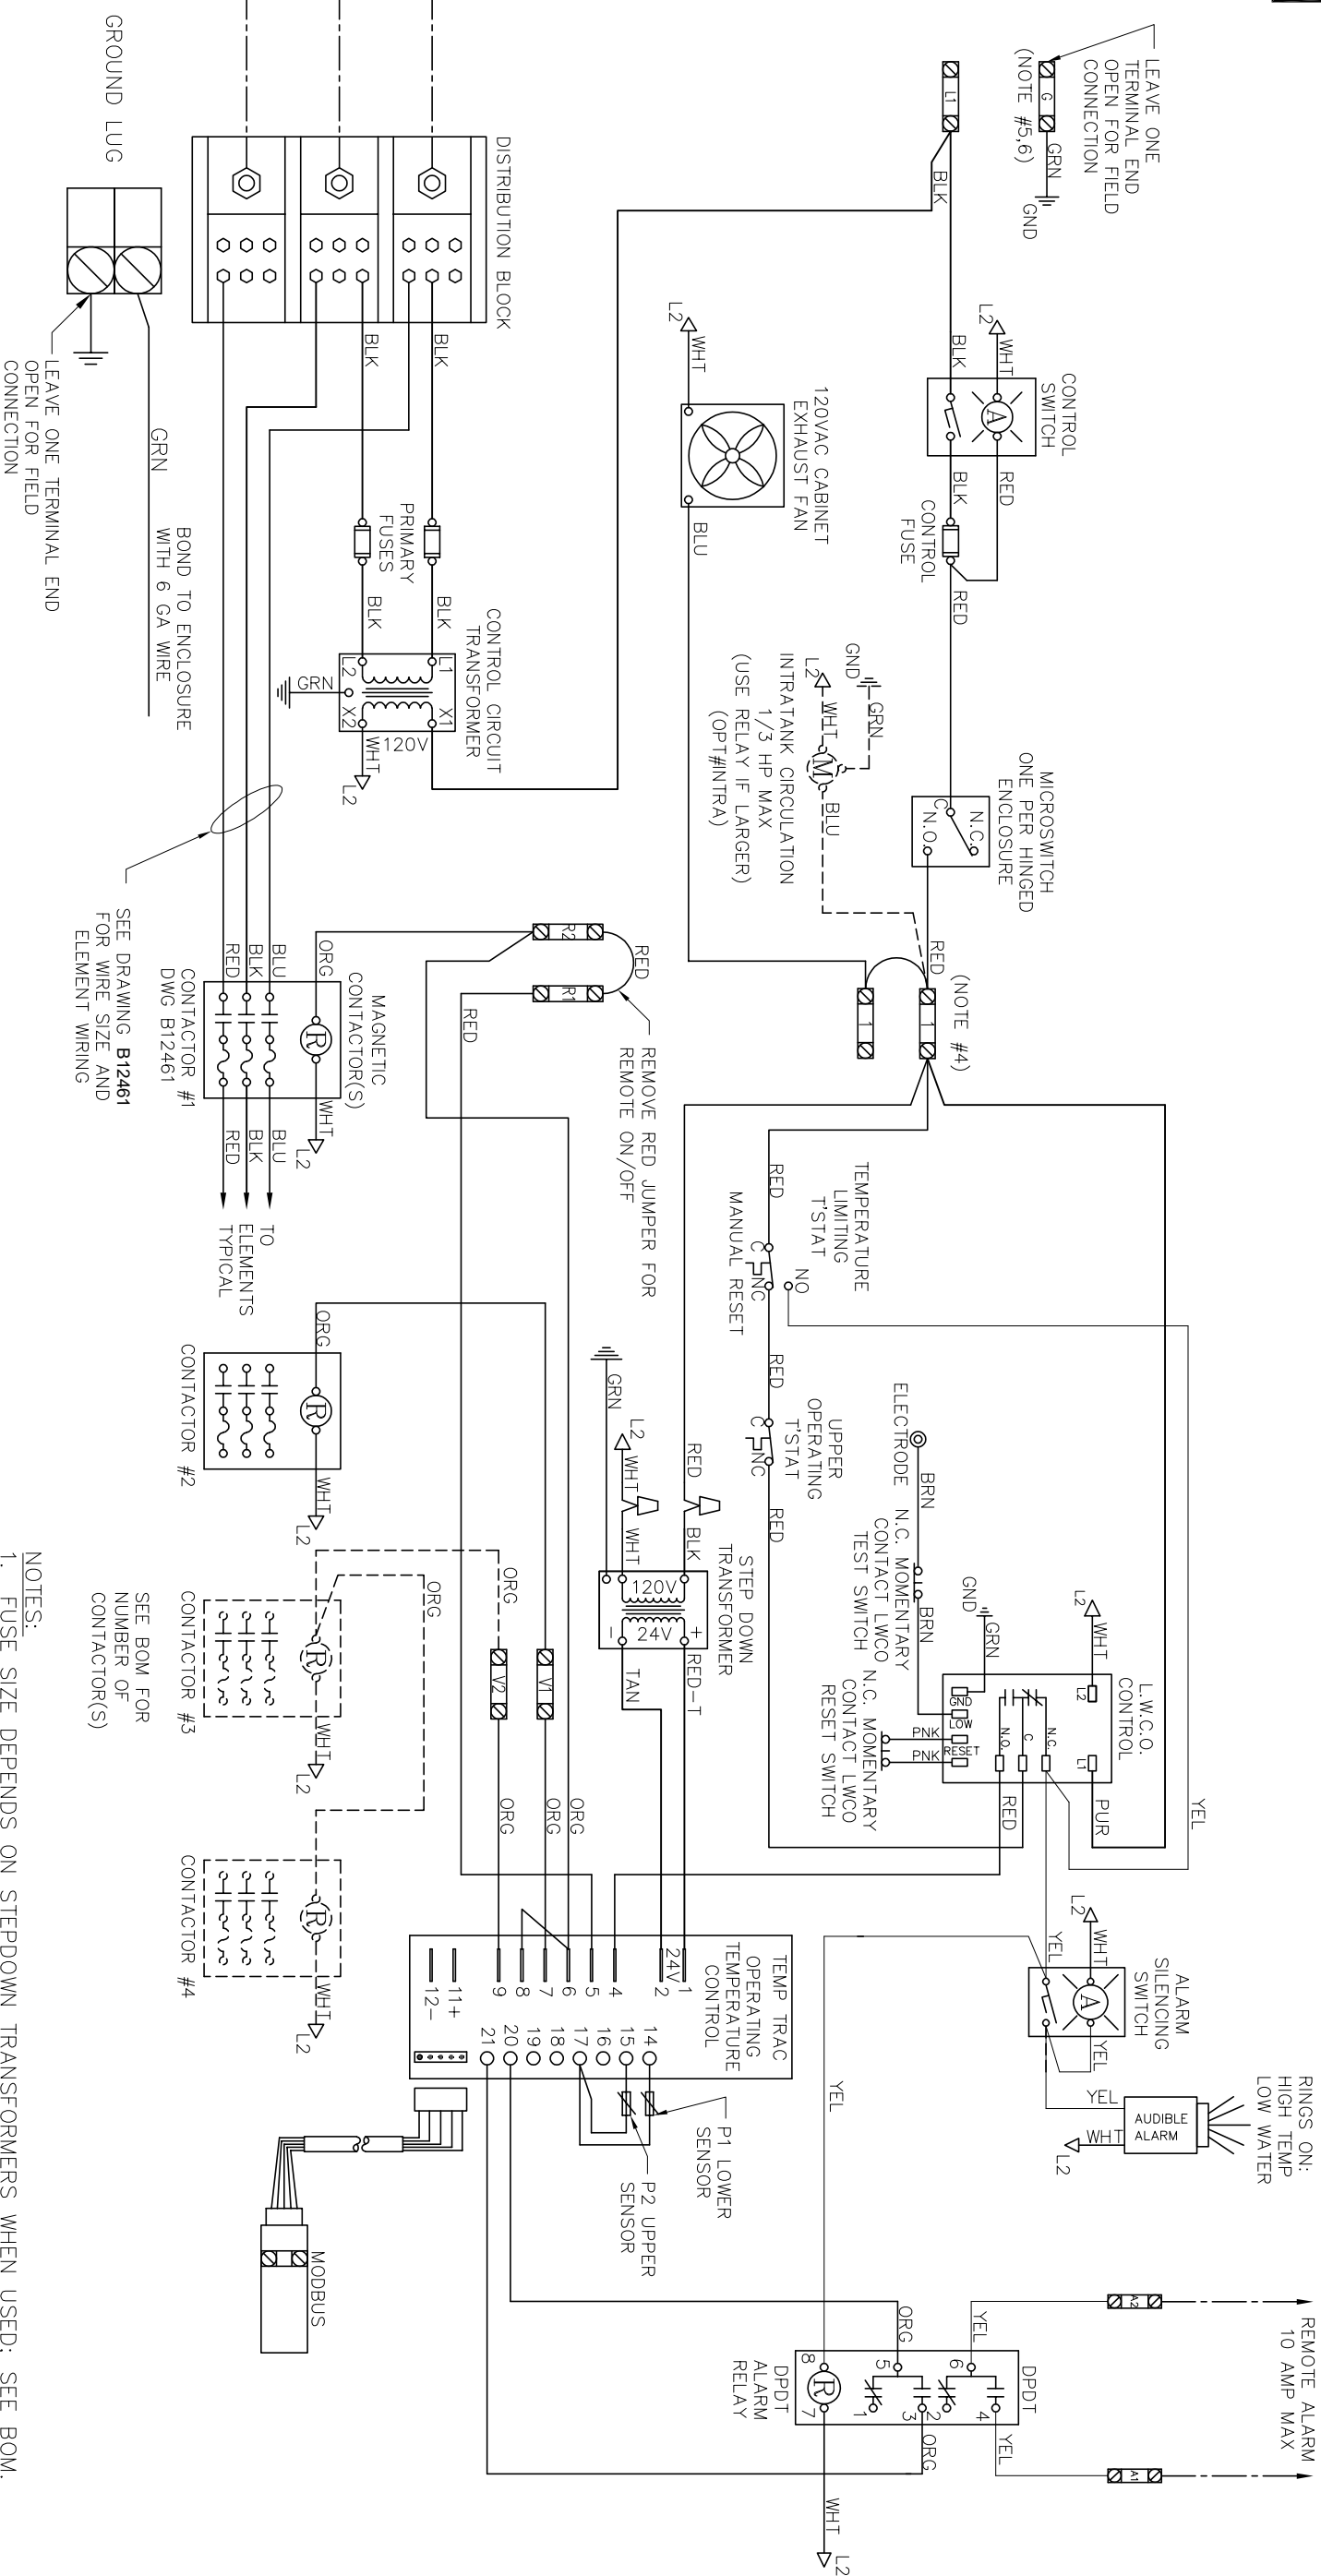 LEAVE ONE
TERMINAL END
OPEN FOR FIELD
CONNECTION
(NOTE #5,6)
G
GRN
GND
L1
BLK
L2
WHT
BLK
CONTROL
SWITCH
A
RED
BLK
CONTROL
FUSE
RED
MICROSWITCH
ONE PER HINGED
ENCLOSURE
N.C.
C
N.O.
RED
(NOTE #4)
1
1
L2
WHT
120VAC CABINET
EXHAUST FAN
BLU
GND
GRN
L2
WHT
M
BLU
INTRATANK CIRCULATION
1/3 HP MAX
(USE RELAY IF LARGER)
(OPT#INTRA)
YEL
L.W.C.O.
CONTROL
L2
WHT
L2
L1
PUR
GND
GRN
GND
LOW
RESET
N.C.
C
N.O.
RED
PNK
PNK
ELECTRODE
BRN
BRN
N.C. MOMENTARY
CONTACT LWCO
TEST SWITCH
N.C. MOMENTARY
CONTACT LWCO
RESET SWITCH
RED
TEMPERATURE
LIMITING
T'STAT
NO
C
NC
MANUAL RESET
RED
UPPER
OPERATING
T'STAT
C
NC
RED
RINGS ON:
HIGH TEMP
LOW WATER
AUDIBLE
ALARM
YEL
WHT
L2
ALARM
SILENCING
SWITCH
L2
WHT
A
YEL
YEL
YEL
REMOTE ALARM
10 AMP MAX
A2
A1
YEL
YEL
DPDT
6
4
2
5
3
1
8
7
R
ORG
ORG
DPDT
ALARM
RELAY
WHT
L2
RED
BLK
L2
WHT
WHT
GRN
STEP DOWN
TRANSFORMER
120V
24V
+
-
RED-T
TAN
TEMP TRAC
OPERATING
TEMPERATURE
CONTROL
1
24V
2
4
5
6
7
8
9
11+
12-
14
15
16
17
18
19
20
21
P1 LOWER
SENSOR
P2 UPPER
SENSOR
MODBUS
REMOVE RED JUMPER FOR
REMOTE ON/OFF
RED
R2
R1
RED
ORG
ORG
ORG
V1
V2
ORG
ORG
GROUND LUG
DISTRIBUTION BLOCK
BLK
BLK
PRIMARY
FUSES
BLK
BLK
CONTROL CIRCUIT
TRANSFORMER
L1
X1
L2
X2
120V
GRN
WHT
L2
GRN
BOND TO ENCLOSURE
WITH 6 GA WIRE
LEAVE ONE TERMINAL END
OPEN FOR FIELD
CONNECTION
SEE DRAWING B12461
FOR WIRE SIZE AND
ELEMENT WIRING
MAGNETIC
CONTACTOR(S)
ORG
R
WHT
L2
BLU
BLK
RED
BLU
BLK
RED
CONTACTOR #1
DWG B12461
TO
ELEMENTS
TYPICAL
ORG
R
WHT
L2
CONTACTOR #2
R
WHT
L2
CONTACTOR #3
SEE BOM FOR
NUMBER OF
CONTACTOR(S)
R
WHT
L2
CONTACTOR #4
NOTES:
1. FUSE SIZE DEPENDS ON STEPDOWN TRANSFORMERS WHEN USED: SEE BOM.